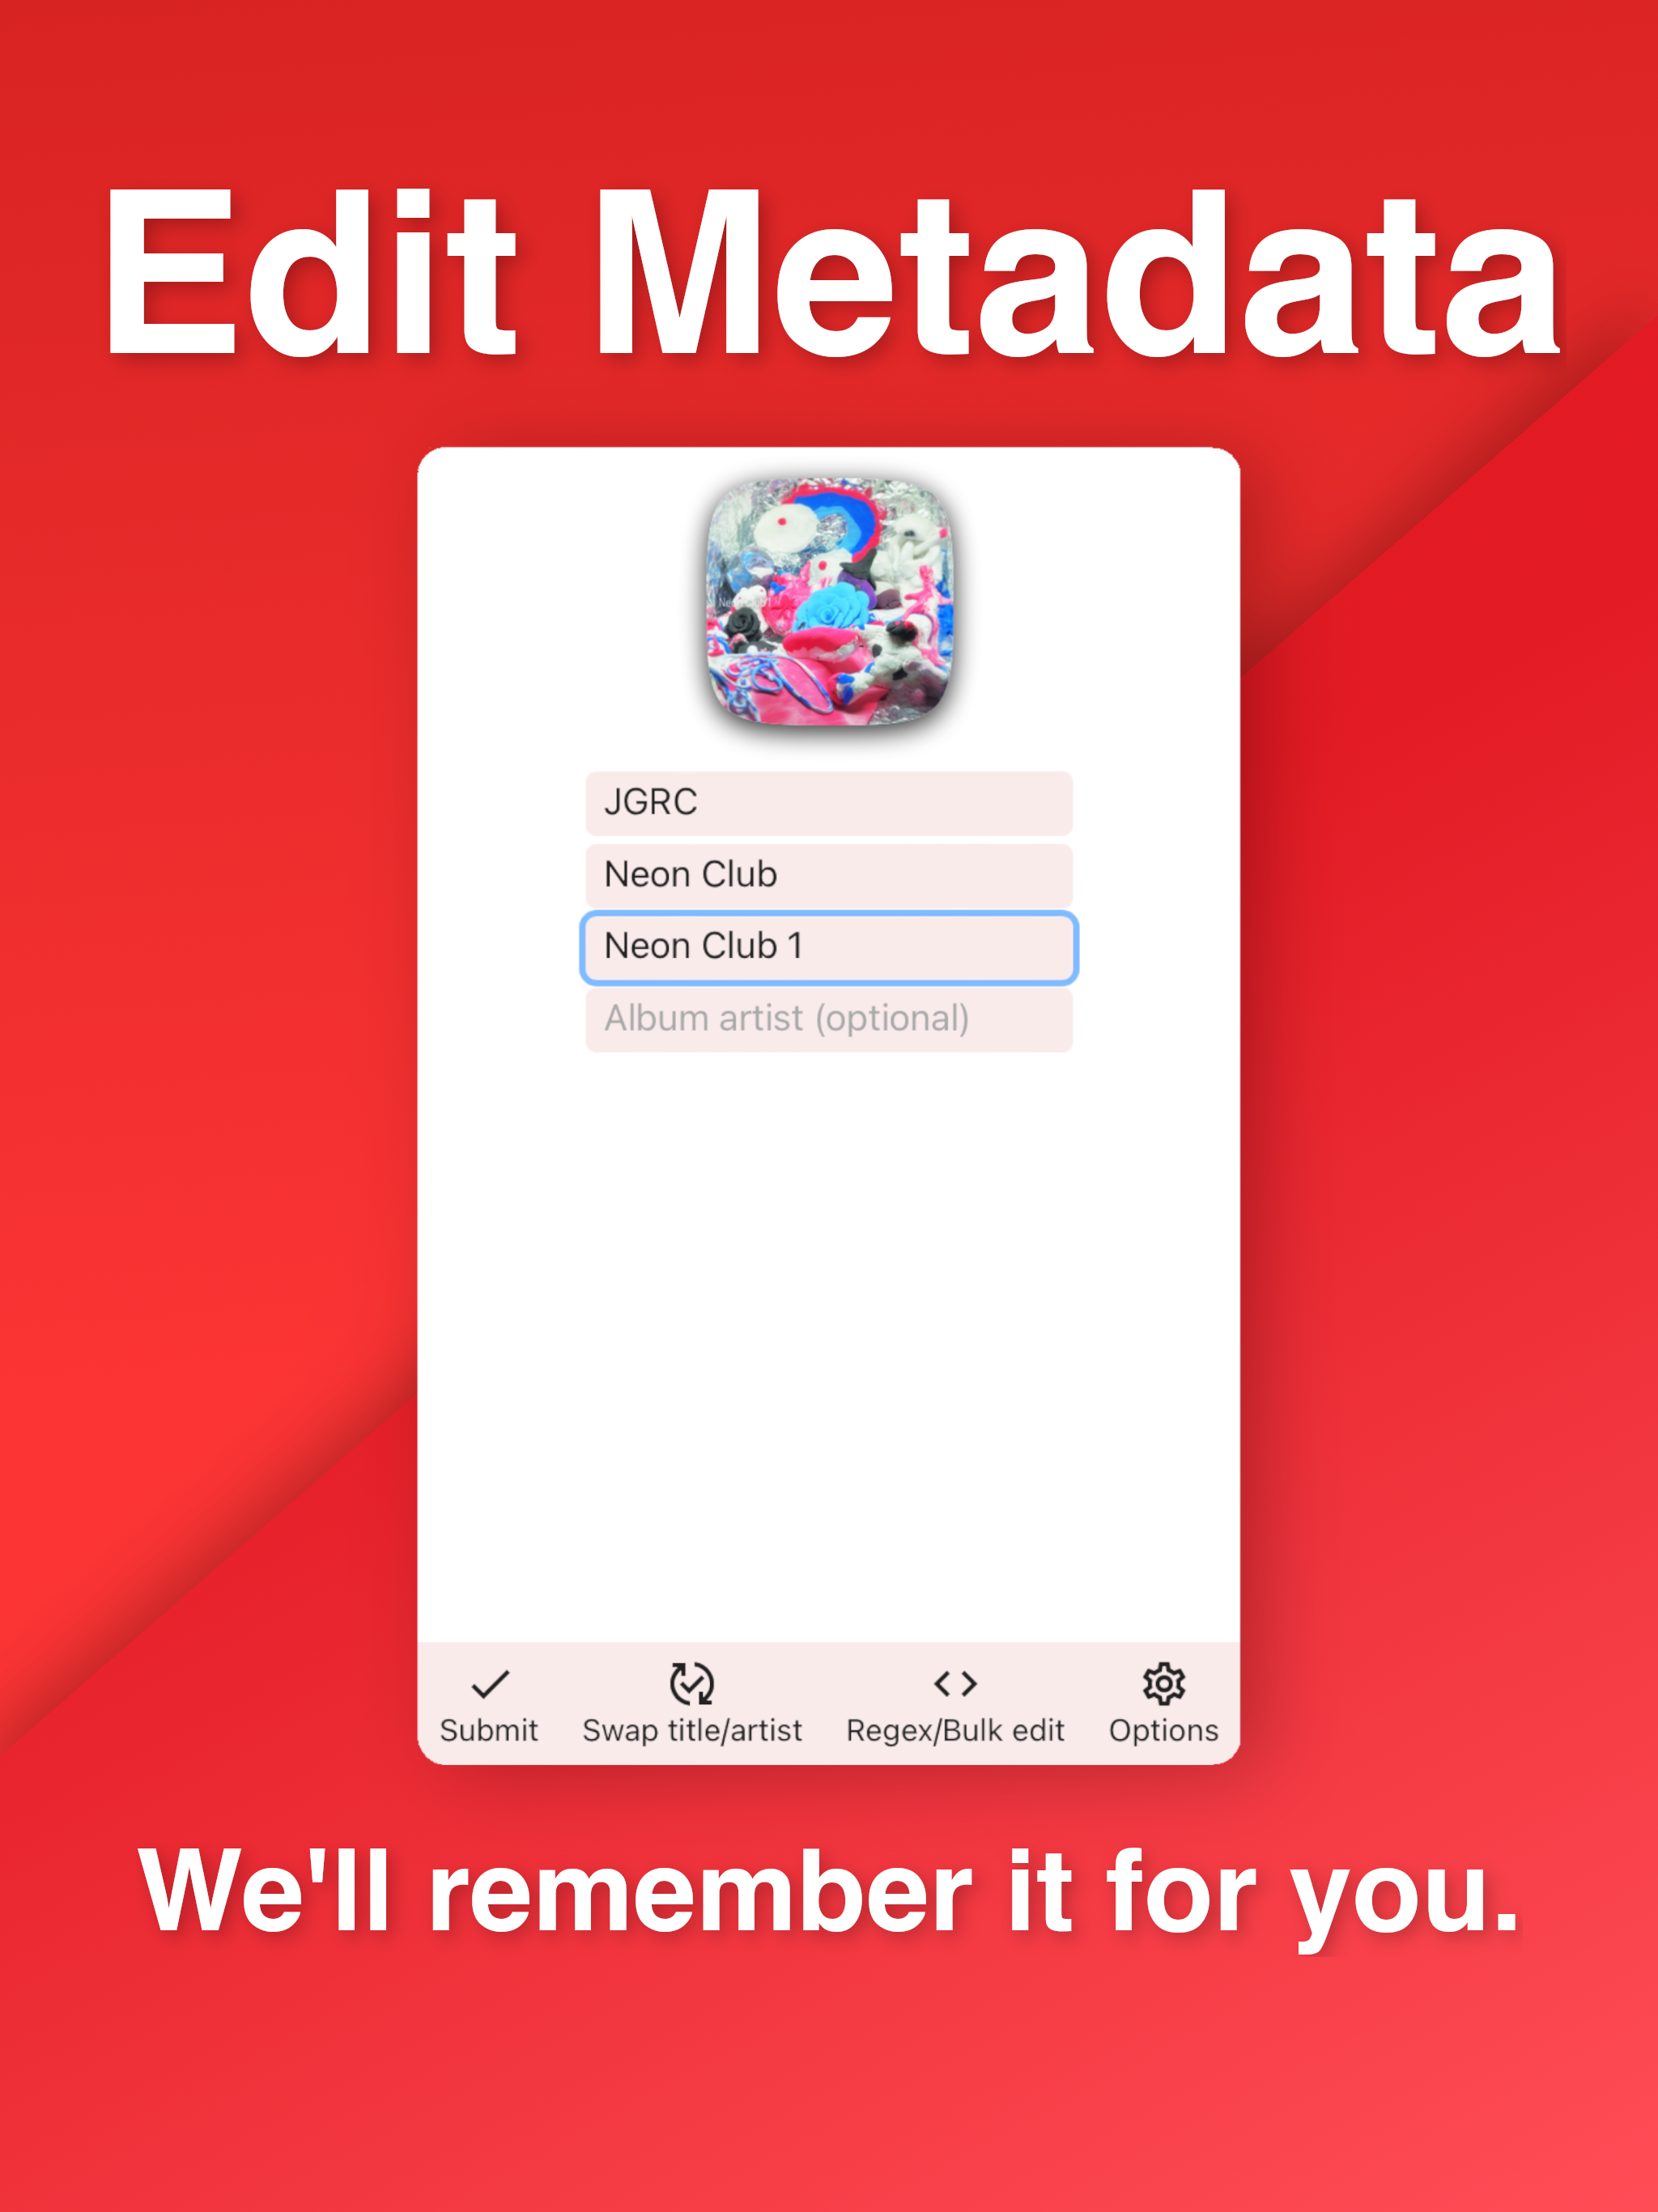 Edit Metadata
JGRC
Neon Club
Neon Club 1
Album artist (optional)
Submit
Swap title/artist
Regex/Bulk edit
Options
We'll remember it for you.